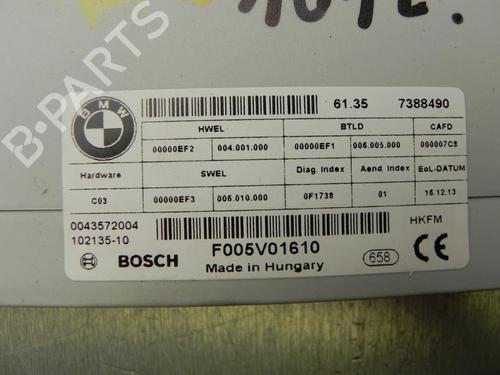 B-PARTS
BMW
61.35 7388490
HWEL BTLD CAFD
00000EF2 004.001.000 00000EF1 006.005.000 000007C8
Hardware SWEL Diag. Index Aend Index EoL-DATUM
C03 00000EF3 006.010.000 0F1738 01 16.12.13
0043572004
102135-10
HKFM
BOSCH F005V01610
Made in Hungary 658 CE